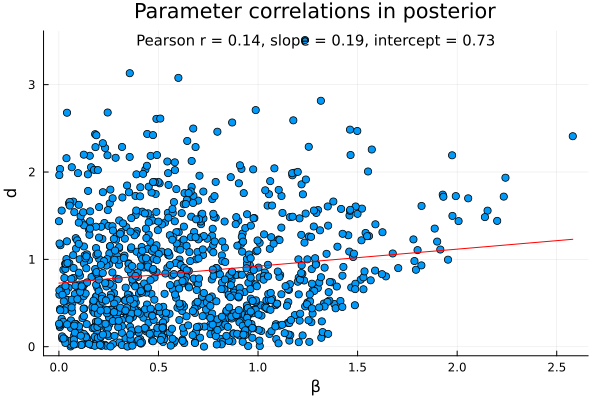 Parameter correlations in posterior
Pearson r = 0.14, slope = 0.19, intercept = 0.73
3
2
1
0
d
0.0 0.5 1.0 1.5 2.0 2.5
β